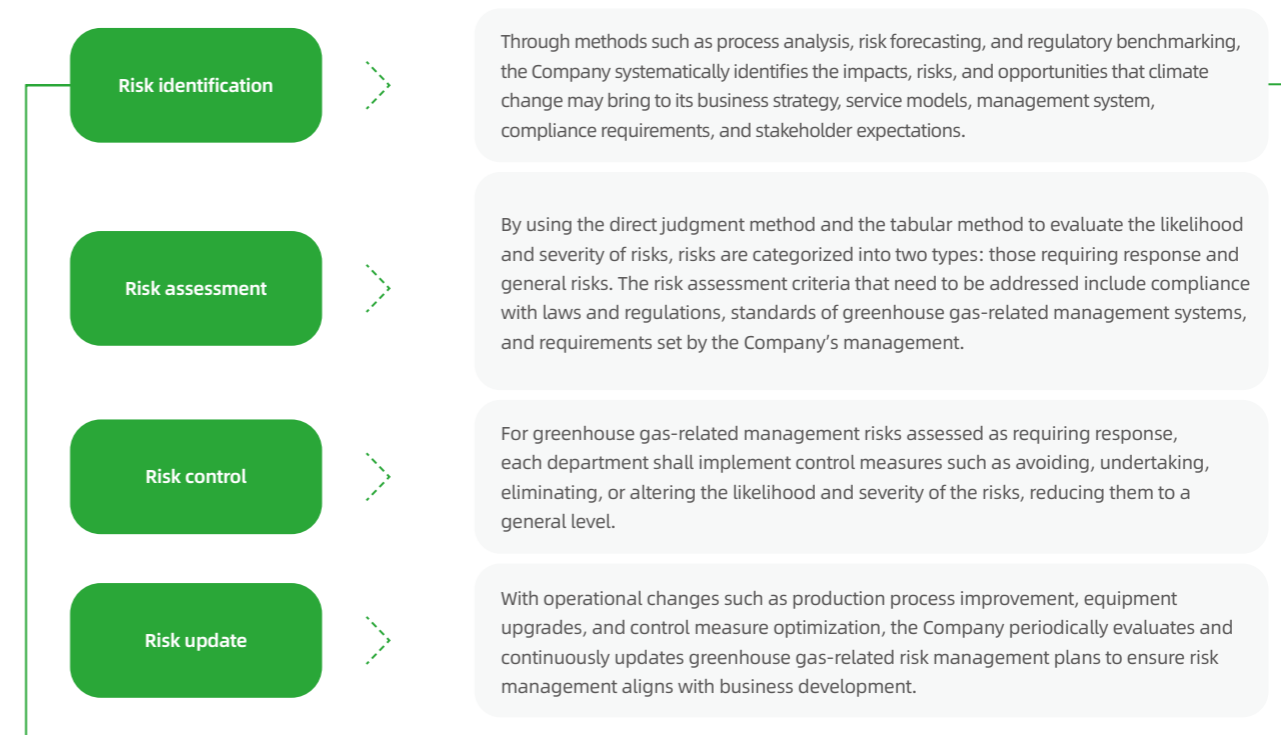 Risk identification
Through methods such as process analysis, risk forecasting, and regulatory benchmarking,
the Company systematically identifies the impacts, risks, and opportunities that climate
change may bring to its business strategy, service models, management system,
compliance requirements, and stakeholder expectations.
Risk assessment
By using the direct judgment method and the tabular method to evaluate the likelihood
and severity of risks, risks are categorized into two types: those requiring response and
general risks. The risk assessment criteria that need to be addressed include compliance
with laws and regulations, standards of greenhouse gas-related management systems,
and requirements set by the Company’s management.
Risk control
For greenhouse gas-related management risks assessed as requiring response,
each department shall implement control measures such as avoiding, undertaking,
eliminating, or altering the likelihood and severity of the risks, reducing them to a
general level.
Risk update
With operational changes such as production process improvement, equipment
upgrades, and control measure optimization, the Company periodically evaluates and
continuously updates greenhouse gas-related risk management plans to ensure risk
management aligns with business development.